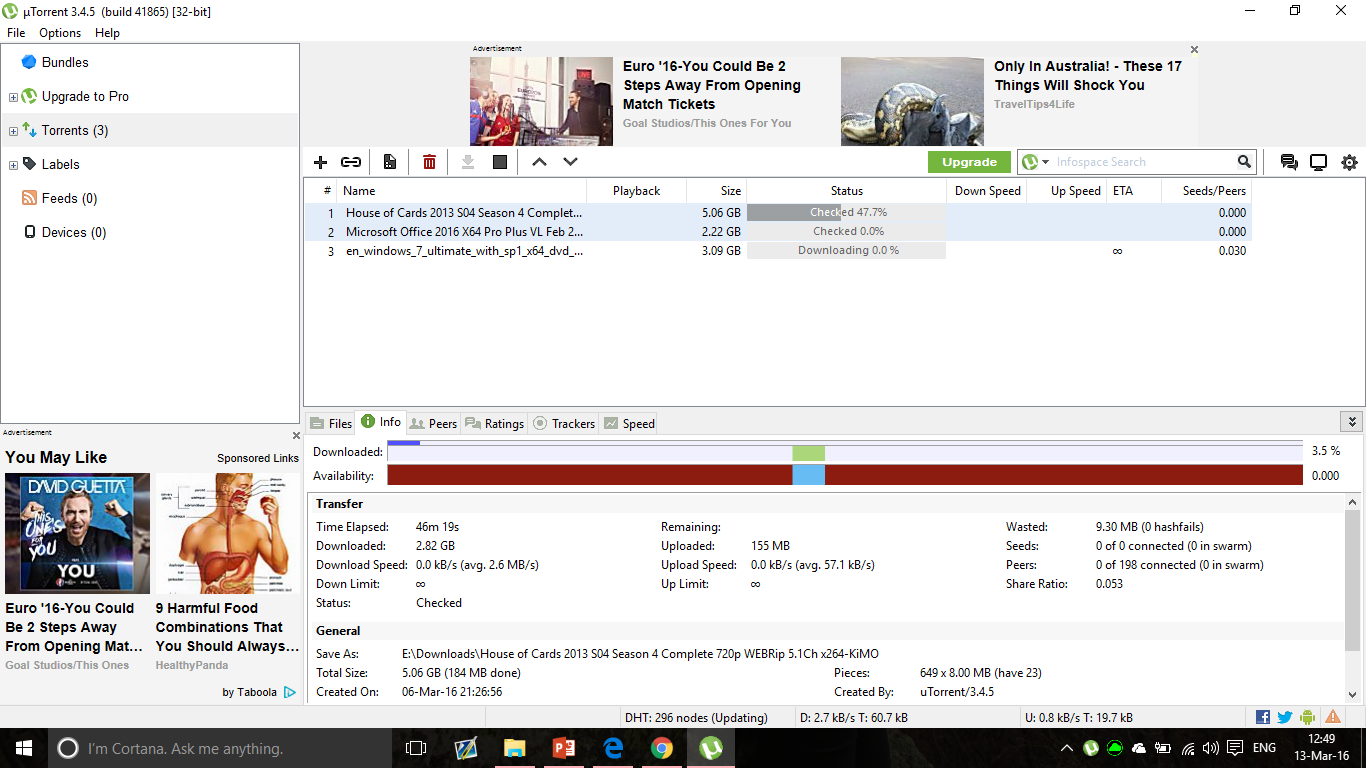 µTorrent 3.4.5 (build 41865) [32-bit]
File Options Help
Bundles
Upgrade to Pro
Torrents (3)
Labels
Feeds (0)
Devices (0)
Advertisement
Euro '16-You Could Be 2
Steps Away From Opening
Match Tickets
Goal Studios/This Ones For You
Only In Australia! - These 17
Things Will Shock You
TravelTips4Life
Upgrade
Infospace Search
# Name Playback Size Status Down Speed Up Speed ETA Seeds/Peers
1 House of Cards 2013 S04 Season 4 Complet... 5.06 GB Checked 47.7% 0.000
2 Microsoft Office 2016 X64 Pro Plus VL Feb 2... 2.22 GB Checked 0.0% 0.000
3 en_windows_7_ultimate_with_sp1_x64_dvd_... 3.09 GB Downloading 0.0 % ∞ 0.030
Files Info Peers Ratings Trackers Speed
Downloaded: 3.5 %
Availability: 0.000
Transfer
Time Elapsed: 46m 19s Remaining: Wasted: 9.30 MB (0 hashfails)
Downloaded: 2.82 GB Uploaded: 155 MB Seeds: 0 of 0 connected (0 in swarm)
Download Speed: 0.0 kB/s (avg. 2.6 MB/s) Upload Speed: 0.0 kB/s (avg. 57.1 kB/s) Peers: 0 of 198 connected (0 in swarm)
Down Limit: ∞ Up Limit: ∞ Share Ratio: 0.053
Status: Checked
General
Save As: E:\Downloads\House of Cards 2013 S04 Season 4 Complete 720p WEBRip 5.1Ch x264-KiMO
Total Size: 5.06 GB (184 MB done) Pieces: 649 x 8.00 MB (have 23)
Created On: 06-Mar-16 21:26:56 Created By: uTorrent/3.4.5
Advertisement
You May Like Sponsored Links
DAVID GUETTA
THIS ONE'S FOR YOU
YOU
Euro '16-You Could
Be 2 Steps Away
From Opening Mat...
Goal Studios/This Ones
9 Harmful Food
Combinations That
You Should Always...
HealthyPanda
by Taboola
DHT: 296 nodes (Updating) D: 2.7 kB/s T: 60.7 kB U: 0.8 kB/s T: 19.7 kB
I'm Cortana. Ask me anything.
ENG
12:49
13-Mar-16